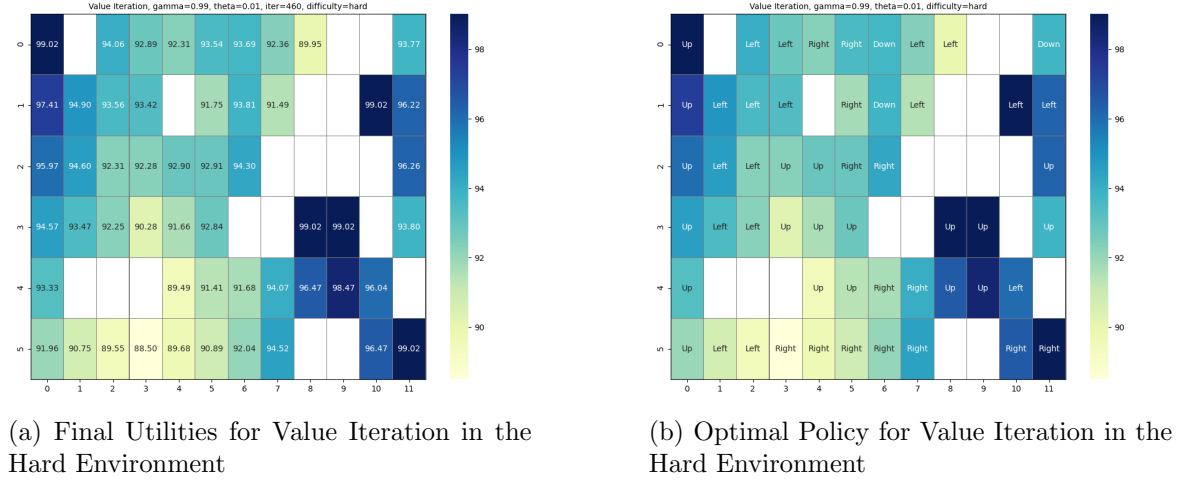 Value Iteration, gamma=0.99, theta=0.01, iter=460, difficulty=hard
0 99.02 94.06 92.89 92.31 93.54 93.69 92.36 89.95 93.77
1 97.41 94.90 93.56 93.42 91.75 93.81 91.49 99.02 96.22
2 95.97 94.60 92.31 92.28 92.90 92.91 94.30 96.26
3 94.57 93.47 92.25 90.28 91.66 92.84 99.02 99.02 93.80
4 93.33 89.49 91.41 91.68 94.07 96.47 98.47 96.04
5 91.96 90.75 89.55 88.50 89.68 90.89 92.04 94.52 96.47 99.02
0 1 2 3 4 5 6 7 8 9 10 11
98
96
94
92
90
(a) Final Utilities for Value Iteration in the
Hard Environment
Value Iteration, gamma=0.99, theta=0.01, iter=460, difficulty=hard
0 Up Left Left Right Right Down Left Left Down
1 Up Left Left Left Right Down Left Left Left
2 Up Left Left Up Up Right Right Up
3 Up Left Left Up Up Up Up Up Up
4 Up Up Up Right Right Up Up Left
5 Up Left Left Right Right Right Right Right Right Right
0 1 2 3 4 5 6 7 8 9 10 11
98
96
94
92
90
(b) Optimal Policy for Value Iteration in the
Hard Environment